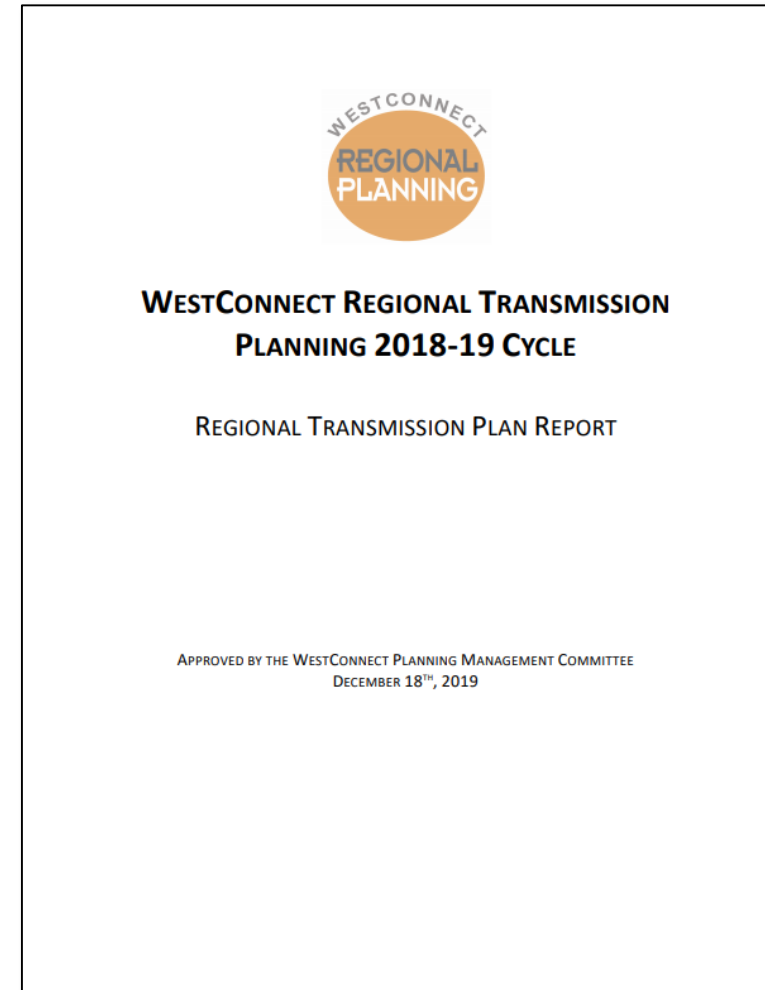 WESTCONNECT
REGIONAL
PLANNING
WESTCONNECT REGIONAL TRANSMISSION
PLANNING 2018-19 CYCLE
REGIONAL TRANSMISSION PLAN REPORT
APPROVED BY THE WESTCONNECT PLANNING MANAGEMENT COMMITTEE
DECEMBER 18TH, 2019